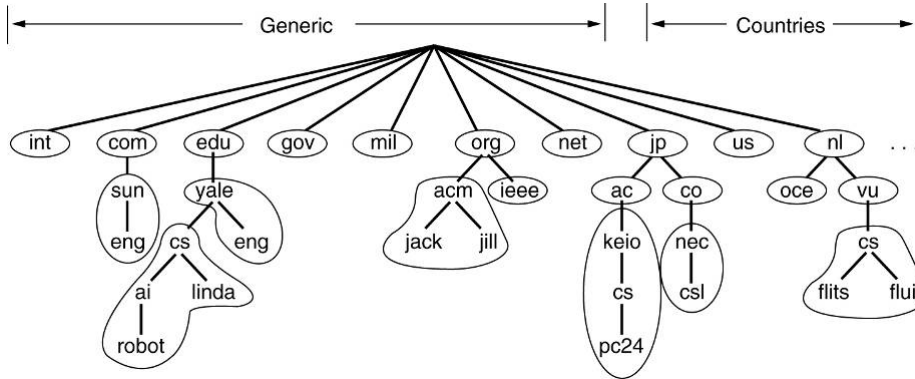 Generic Countries
int com edu gov mil org net jp us nl ...
sun yale acm ieee ac co oce vu
eng cs eng jack jill keio nec cs
ai linda cs csl flits flui
robot pc24